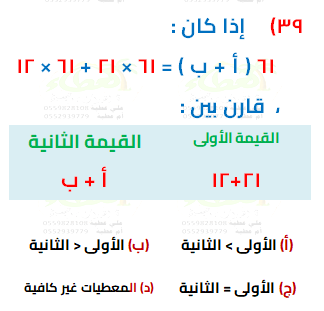 ٣٩) إذا كان :
٦١ ( أ + ب ) = ٦١ × ٢١ + ٦١ × ١٢
، قارن بين :
القيمة الأولى القيمة الثانية
٢١+١٢ أ + ب
(أ) الأولى > الثانية (ب) الأولى < الثانية
(ج) الأولى = الثانية (د) المعطيات غير كافية